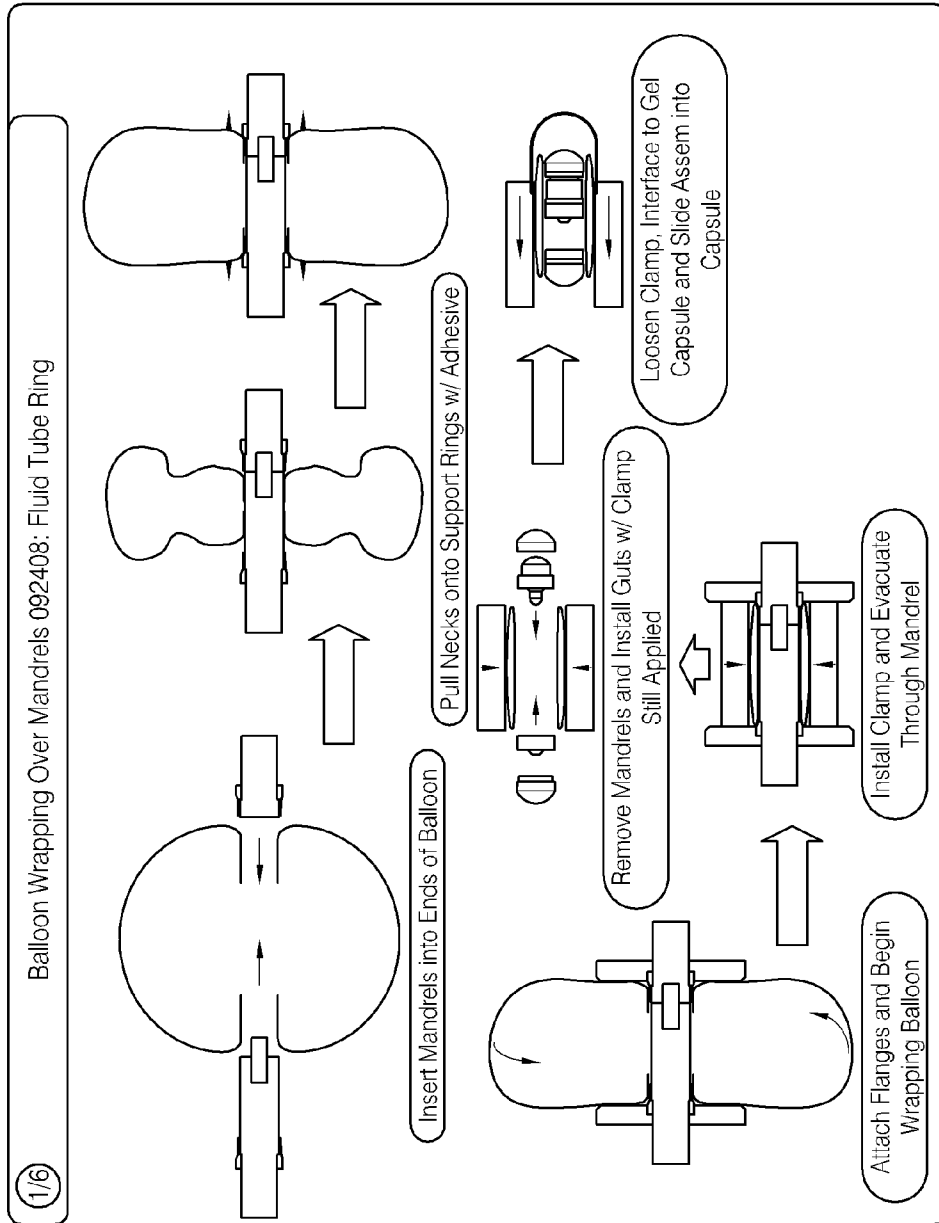 1/6
Balloon Wrapping Over Mandrels 092408: Fluid Tube Ring
Insert Mandrels into Ends of Balloon
Pull Necks onto Support Rings w/ Adhesive
Attach Flanges and Begin
Wrapping Balloon
Install Clamp and Evacuate
Through Mandrel
Remove Mandrels and Install Guts w/ Clamp
Still Applied
Loosen Clamp, Interface to Gel
Capsule and Slide Assem into
Capsule